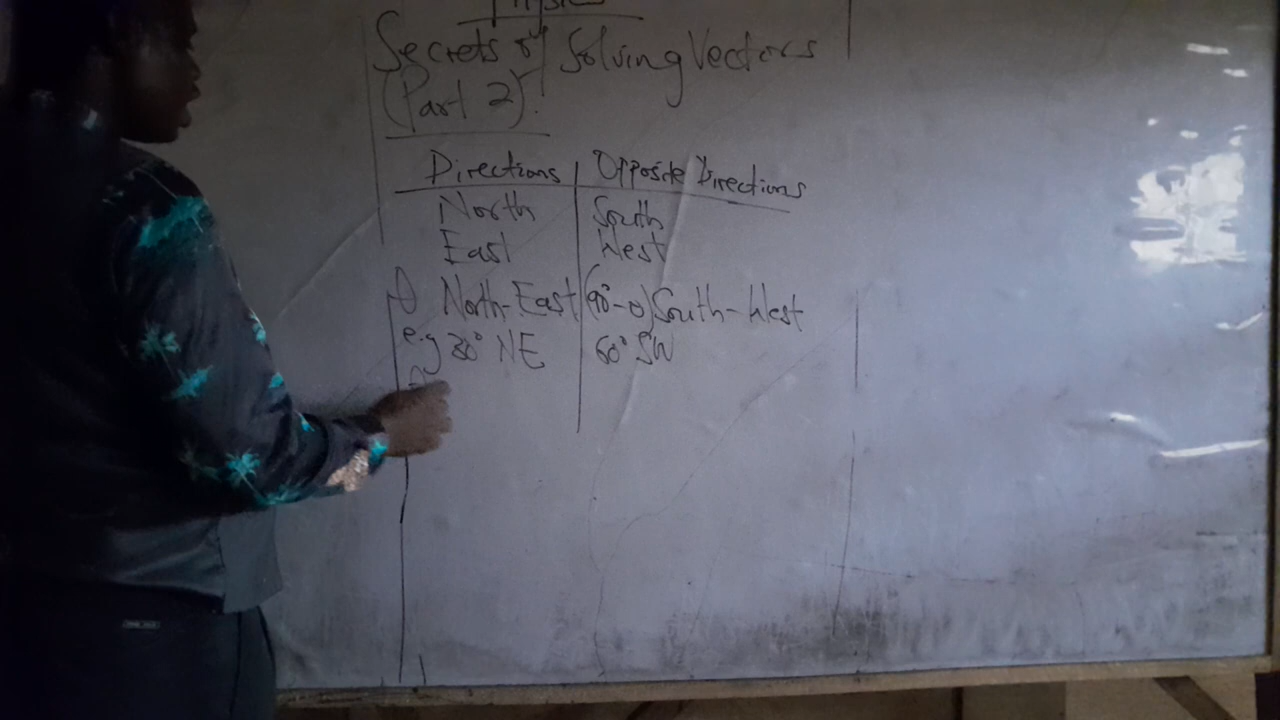 Physics
Secrets of Solving Vectors
(Part 2):
Directions | Opposite Directions
North | South
East | West
θ North-East | (90°-θ) South-West
e.g 30° NE | 60° SW